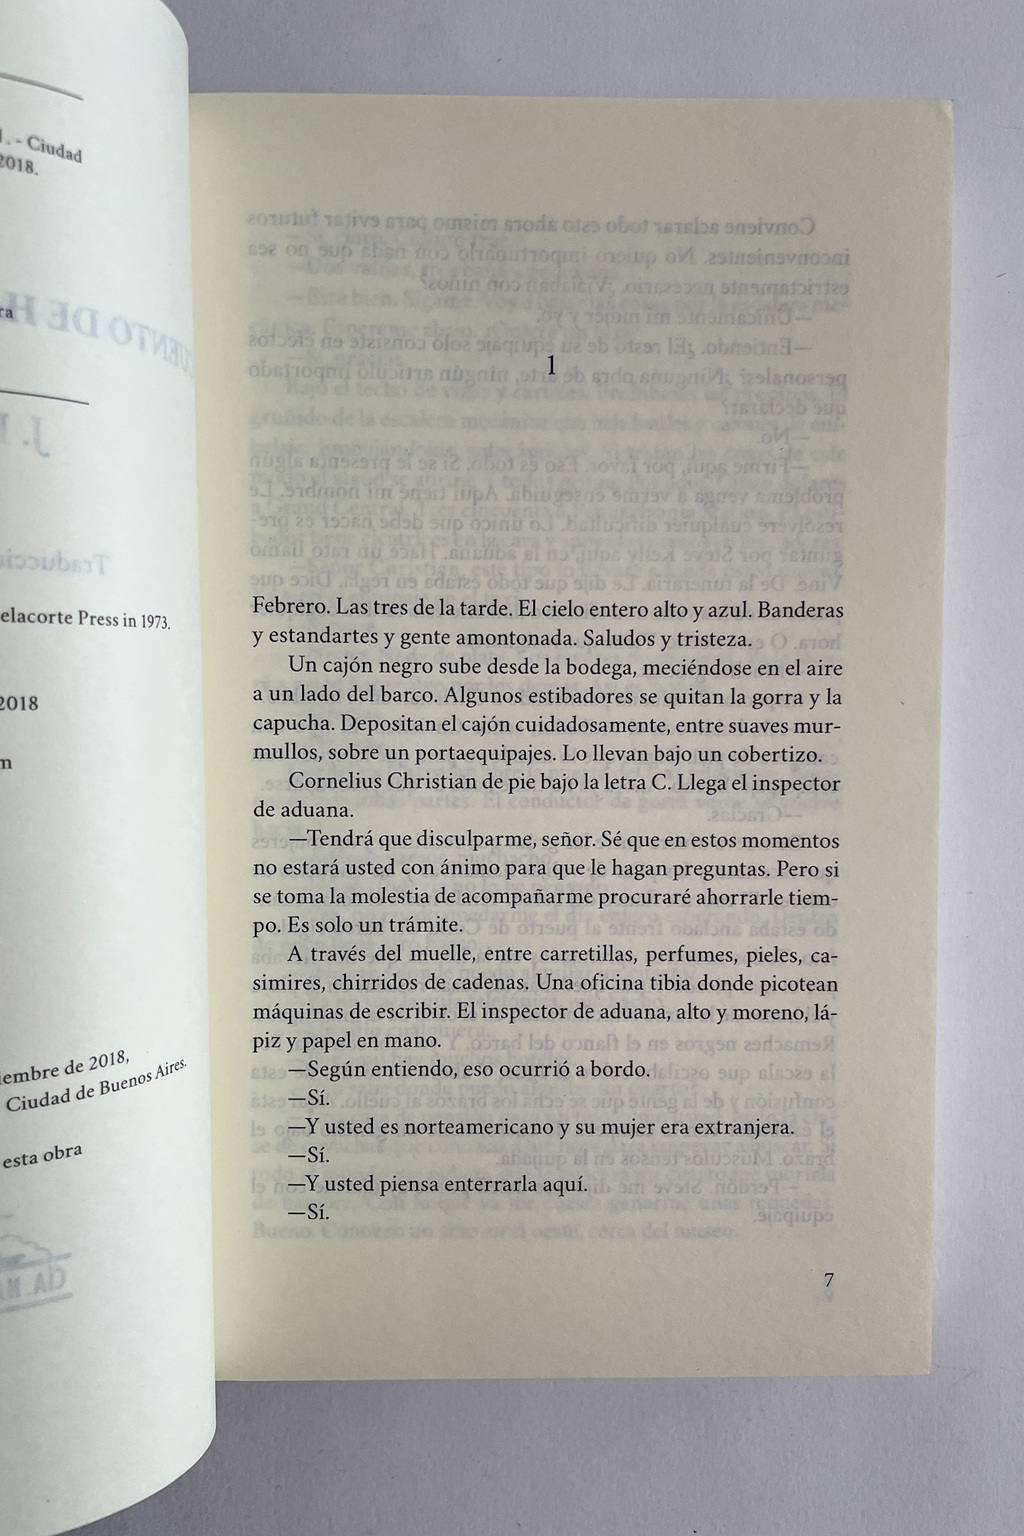 1. - Ciudad
2018.
ra
elacorte Press in 1973.
2018
m
iembre de 2018,
Ciudad de Buenos Aires.
esta obra
1
Febrero. Las tres de la tarde. El cielo entero alto y azul. Banderas
y estandartes y gente amontonada. Saludos y tristeza.
Un cajón negro sube desde la bodega, meciéndose en el aire
a un lado del barco. Algunos estibadores se quitan la gorra y la
capucha. Depositan el cajón cuidadosamente, entre suaves mur-
mullos, sobre un portaequipajes. Lo llevan bajo un cobertizo.
Cornelius Christian de pie bajo la letra C. Llega el inspector
de aduana.
—Tendrá que disculparme, señor. Sé que en estos momentos
no estará usted con ánimo para que le hagan preguntas. Pero si
se toma la molestia de acompañarme procuraré ahorrarle tiem-
po. Es solo un trámite.
A través del muelle, entre carretillas, perfumes, pieles, ca-
simires, chirridos de cadenas. Una oficina tibia donde picotean
máquinas de escribir. El inspector de aduana, alto y moreno, lá-
piz y papel en mano.
—Según entiendo, eso ocurrió a bordo.
—Sí.
—Y usted es norteamericano y su mujer era extranjera.
—Sí.
—Y usted piensa enterrarla aquí.
—Sí.
7